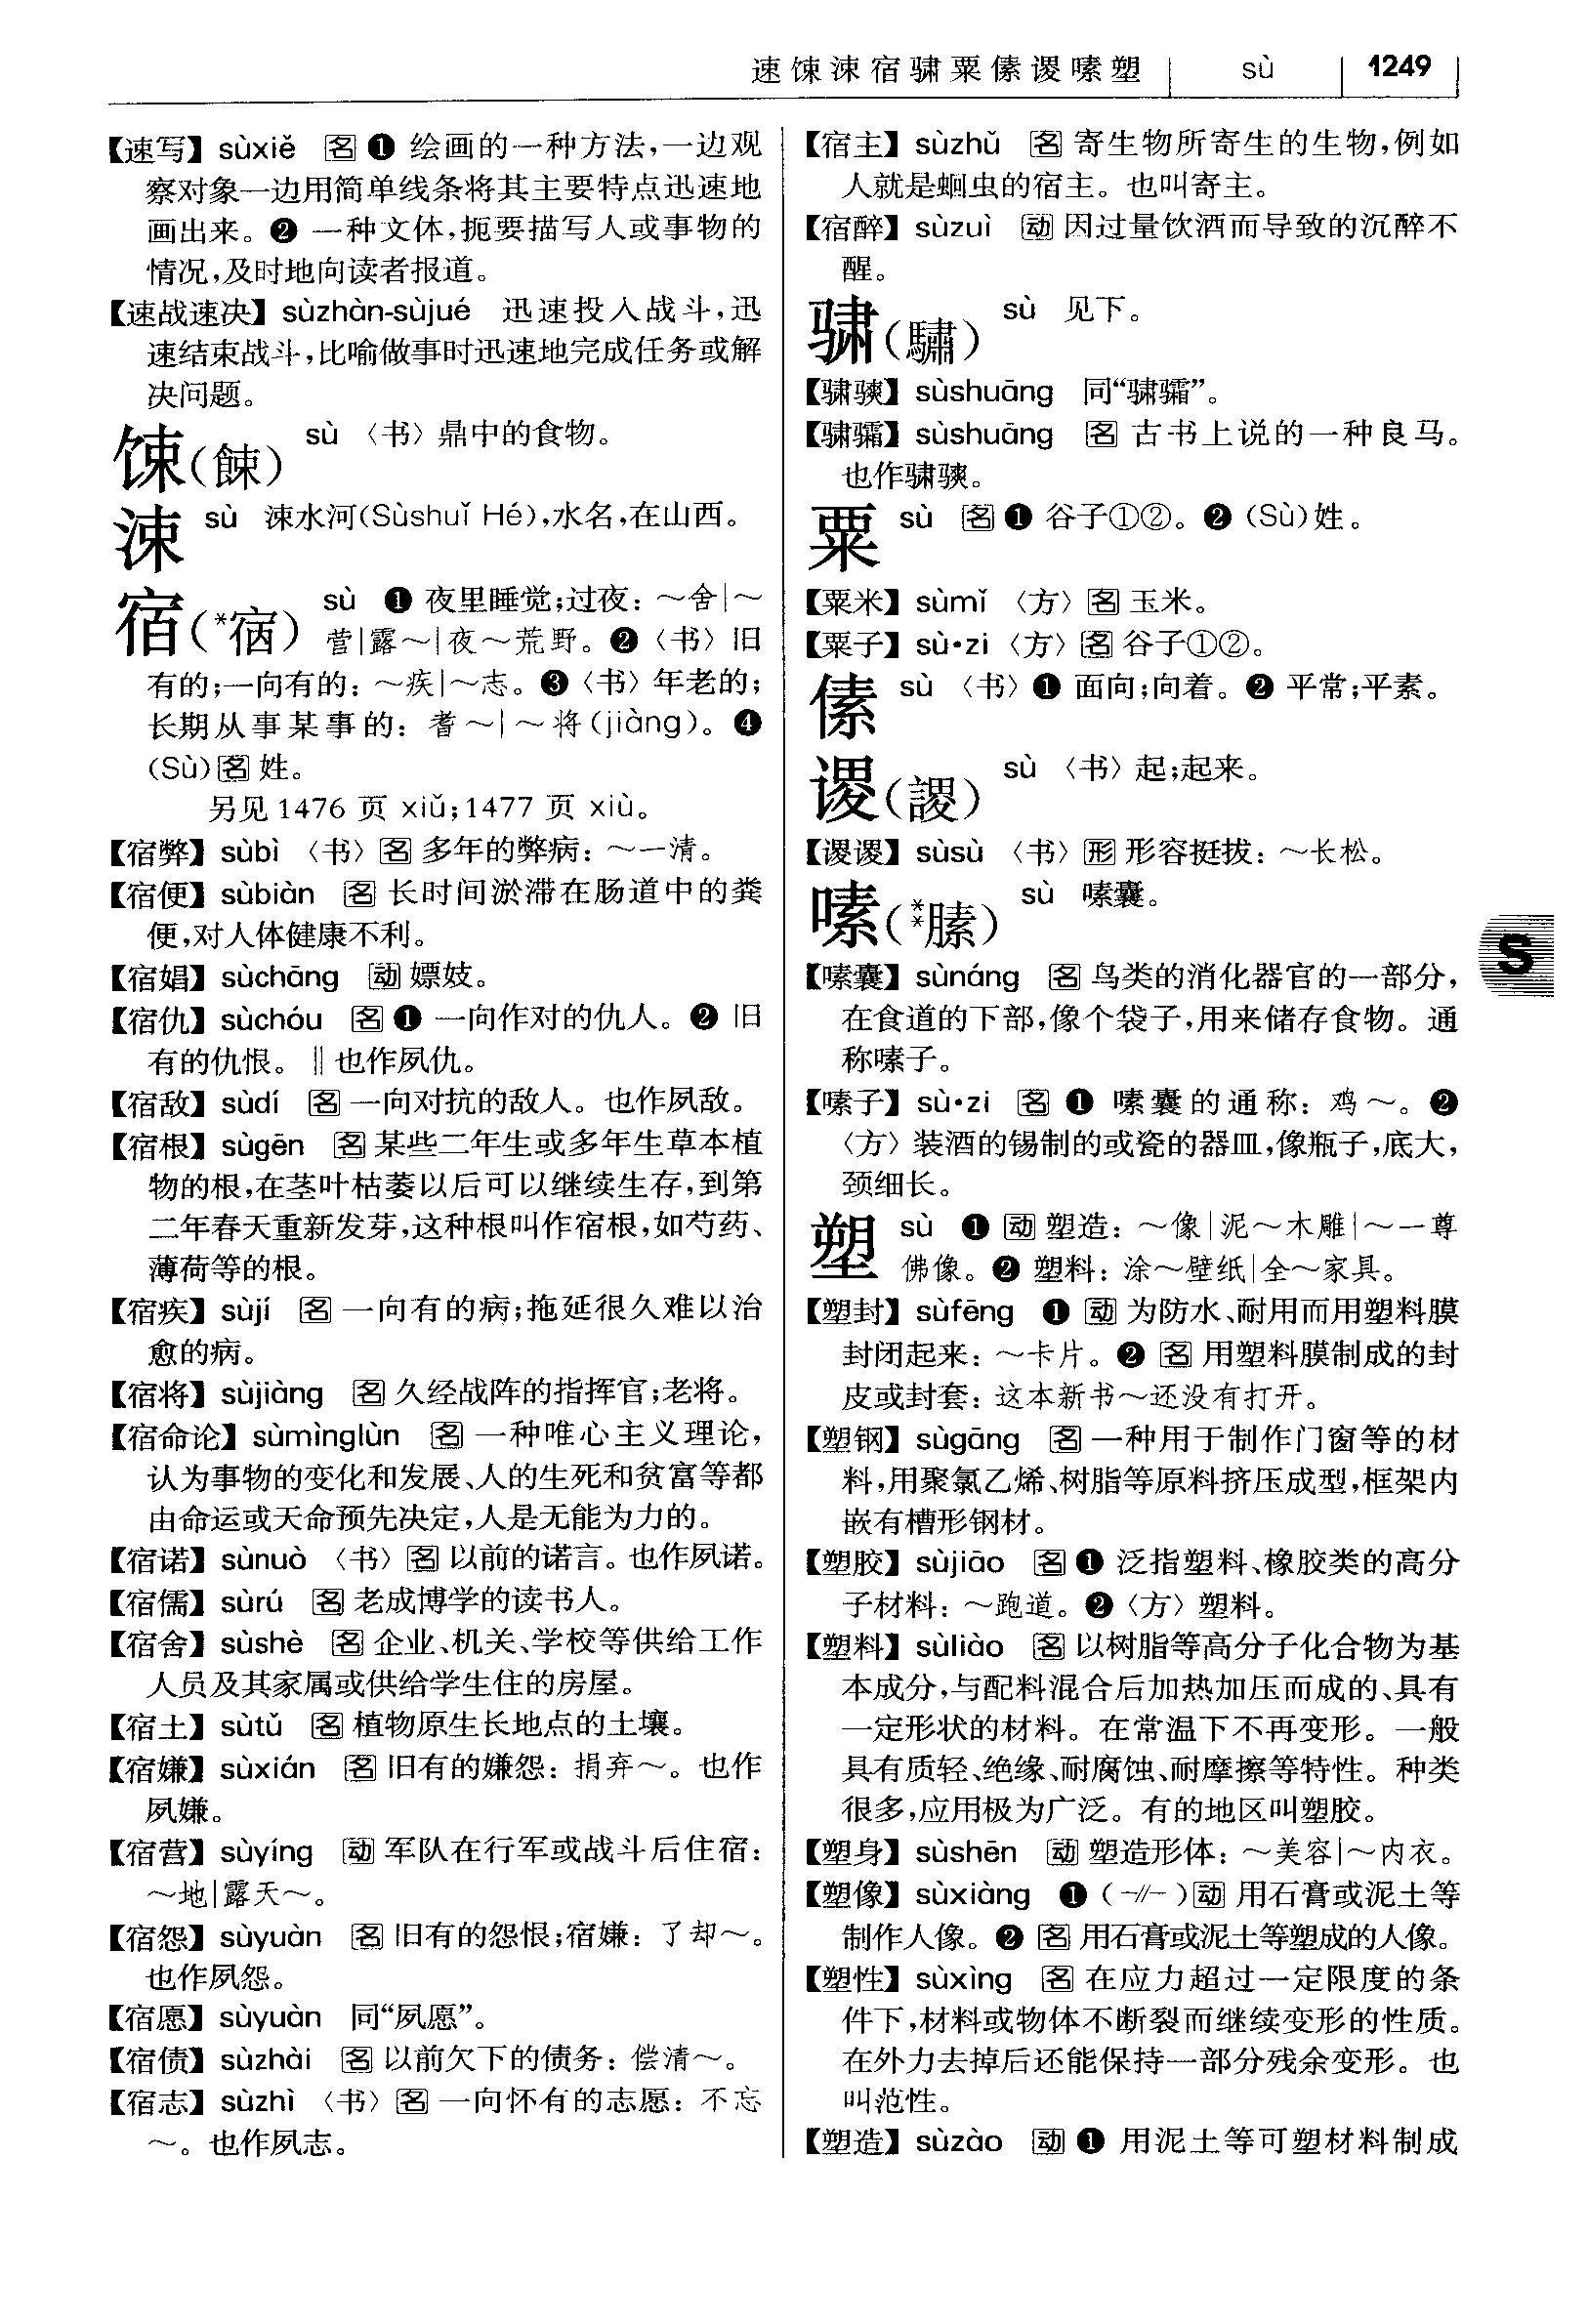 速餗涑宿骕粟傃谡嗉塑 sù 1249
【速写】 sùxiě 名 ❶ 绘画的一种方法,一边观
察对象一边用简单线条将其主要特点迅速地
画出来。❷ 一种文体,扼要描写人或事物的
情况,及时地向读者报道。
【速战速决】 sùzhàn-sùjué 迅速投入战斗,迅
速结束战斗,比喻做事时迅速地完成任务或解
决问题。
𫗧(餗) sù 〈书〉鼎中的食物。
涑 sù 涑水河(Sùshuǐ Hé),水名,在山西。
宿(*㝛) sù ❶ 夜里睡觉;过夜:~舍|~
营|露~|夜~荒野。❷〈书〉旧
有的;一向有的:~疾|~志。❸〈书〉年老的;
长期从事某事的:耆~|~将(jiàng)。❹
(Sù)名 姓。
另见 1476 页 xiǔ;1477 页 xiù。
【宿弊】 sùbì 〈书〉名 多年的弊病:~一清。
【宿便】 sùbiàn 名 长时间淤滞在肠道中的粪
便,对人体健康不利。
【宿娼】 sùchāng 动 嫖妓。
【宿仇】 sùchóu 名 ❶ 一向作对的仇人。❷ 旧
有的仇恨。‖也作夙仇。
【宿敌】 sùdí 名 一向对抗的敌人。也作夙敌。
【宿根】 sùgēn 名 某些二年生或多年生草本植
物的根,在茎叶枯萎以后可以继续生存,到第
二年春天重新发芽,这种根叫作宿根,如芍药、
薄荷等的根。
【宿疾】 sùjí 名 一向有的病;拖延很久难以治
愈的病。
【宿将】 sùjiàng 名 久经战阵的指挥官;老将。
【宿命论】 sùmìnglùn 名 一种唯心主义理论,
认为事物的变化和发展、人的生死和贫富等都
由命运或天命预先决定,人是无能为力的。
【宿诺】 sùnuò 〈书〉名 以前的诺言。也作夙诺。
【宿儒】 sùrú 名 老成博学的读书人。
【宿舍】 sùshè 名 企业、机关、学校等供给工作
人员及其家属或供给学生住的房屋。
【宿土】 sùtǔ 名 植物原生长地点的土壤。
【宿嫌】 sùxián 名 旧有的嫌怨:捐弃~。也作
夙嫌。
【宿营】 sùyíng 动 军队在行军或战斗后住宿:
~地|露天~。
【宿怨】 sùyuàn 名 旧有的怨恨;宿嫌:了却~。
也作夙怨。
【宿愿】 sùyuàn 同“夙愿”。
【宿债】 sùzhài 名 以前欠下的债务:偿清~。
【宿志】 sùzhì 〈书〉名 一向怀有的志愿:不忘
~。也作夙志。
【宿主】 sùzhǔ 名 寄生物所寄生的生物,例如
人就是蛔虫的宿主。也叫寄主。
【宿醉】 sùzuì 动 因过量饮酒而导致的沉醉不
醒。
骕(驌) sù 见下。
【骕𬶉】 sùshuāng 同“骕骦”。
【骕骦】 sùshuāng 名 古书上说的一种良马。
也作骕𬳽。
粟 sù 名 ❶ 谷子①②。❷ (Sù)姓。
【粟米】 sùmǐ 〈方〉名 玉米。
【粟子】 sù•zi 〈方〉名 谷子①②。
傃 sù 〈书〉❶ 面向;向着。❷ 平常;平素。
谡(謖) sù 〈书〉起;起来。
【谡谡】 sùsù 〈书〉形 形容挺拔:~长松。
嗉(**膆) sù 嗉囊。
【嗉囊】 sùnáng 名 鸟类的消化器官的一部分,
在食道的下部,像个袋子,用来储存食物。通
称嗉子。
【嗉子】 sù•zi 名 ❶ 嗉囊的通称:鸡~。❷
〈方〉装酒的锡制的或瓷的器皿,像瓶子,底大,
颈细长。
塑 sù ❶ 动 塑造:~像|泥~木雕|~一尊
佛像。❷ 塑料:涂~壁纸|全~家具。
【塑封】 sùfēng ❶ 动 为防水、耐用而用塑料膜
封闭起来:~卡片。❷ 名 用塑料膜制成的封
皮或封套:这本新书~还没有打开。
【塑钢】 sùgāng 名 一种用于制作门窗等的材
料,用聚氯乙烯、树脂等原料挤压成型,框架内
嵌有槽形钢材。
【塑胶】 sùjiāo 名 ❶ 泛指塑料、橡胶类的高分
子材料:~跑道。❷〈方〉塑料。
【塑料】 sùliào 名 以树脂等高分子化合物为基
本成分,与配料混合后加热加压而成的、具有
一定形状的材料。在常温下不再变形。一般
具有质轻、绝缘、耐腐蚀、耐摩擦等特性。种类
很多,应用极为广泛。有的地区叫塑胶。
【塑身】 sùshēn 动 塑造形体:~美容|~内衣。
【塑像】 sùxiàng ❶ (-//-)动 用石膏或泥土等
制作人像。❷ 名 用石膏或泥土等塑成的人像。
【塑性】 sùxìng 名 在应力超过一定限度的条
件下,材料或物体不断裂而继续变形的性质。
在外力去掉后还能保持一部分残余变形。也
叫范性。
【塑造】 sùzào 动 ❶ 用泥土等可塑材料制成
S